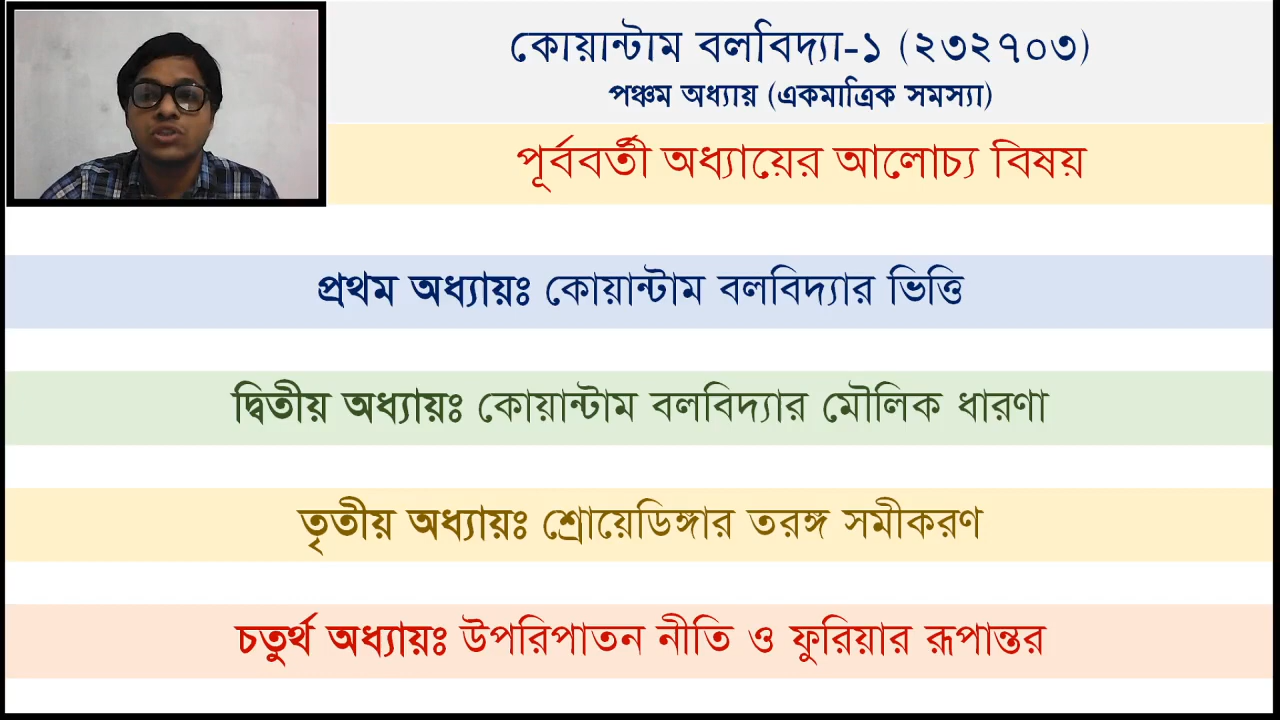 কোয়ান্টাম বলবিদ্যা-১ (২৩২৭০৩)
পঞ্চম অধ্যায় (একমাত্রিক সমস্যা)
পূর্ববর্তী অধ্যায়ের আলোচ্য বিষয়
প্রথম অধ্যায়ঃ কোয়ান্টাম বলবিদ্যার ভিত্তি
দ্বিতীয় অধ্যায়ঃ কোয়ান্টাম বলবিদ্যার মৌলিক ধারণা
তৃতীয় অধ্যায়ঃ শ্রোয়েডিঙ্গার তরঙ্গ সমীকরণ
চতুর্থ অধ্যায়ঃ উপরিপাতন নীতি ও ফুরিয়ার রূপান্তর